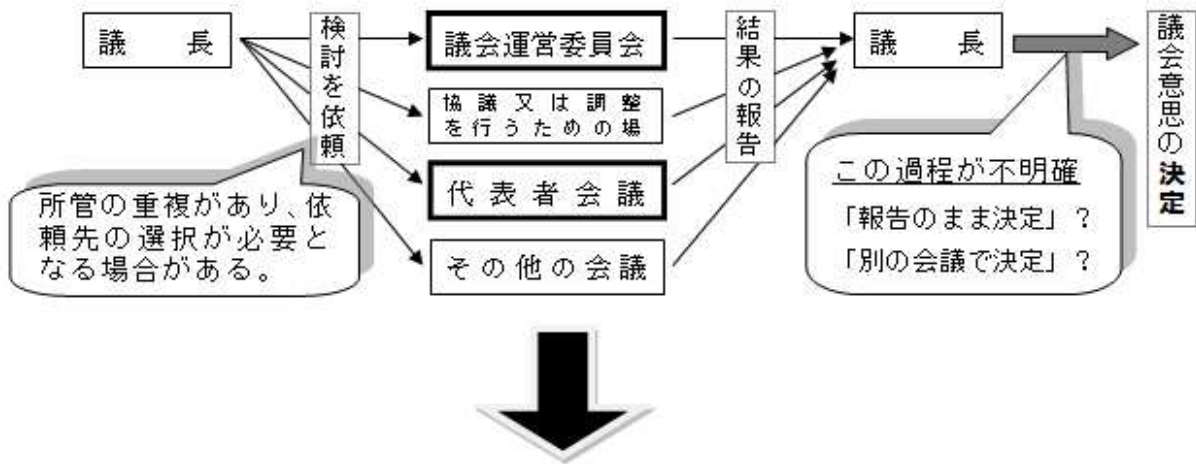 議長
検討を依頼
議会運営委員会
協議又は調整
を行うための場
代表者会議
その他の会議
結果の報告
議長
議会意思の決定
所管の重複があり、依
頼先の選択が必要と
なる場合がある。
この過程が不明確
「報告のまま決定」?
「別の会議で決定」?